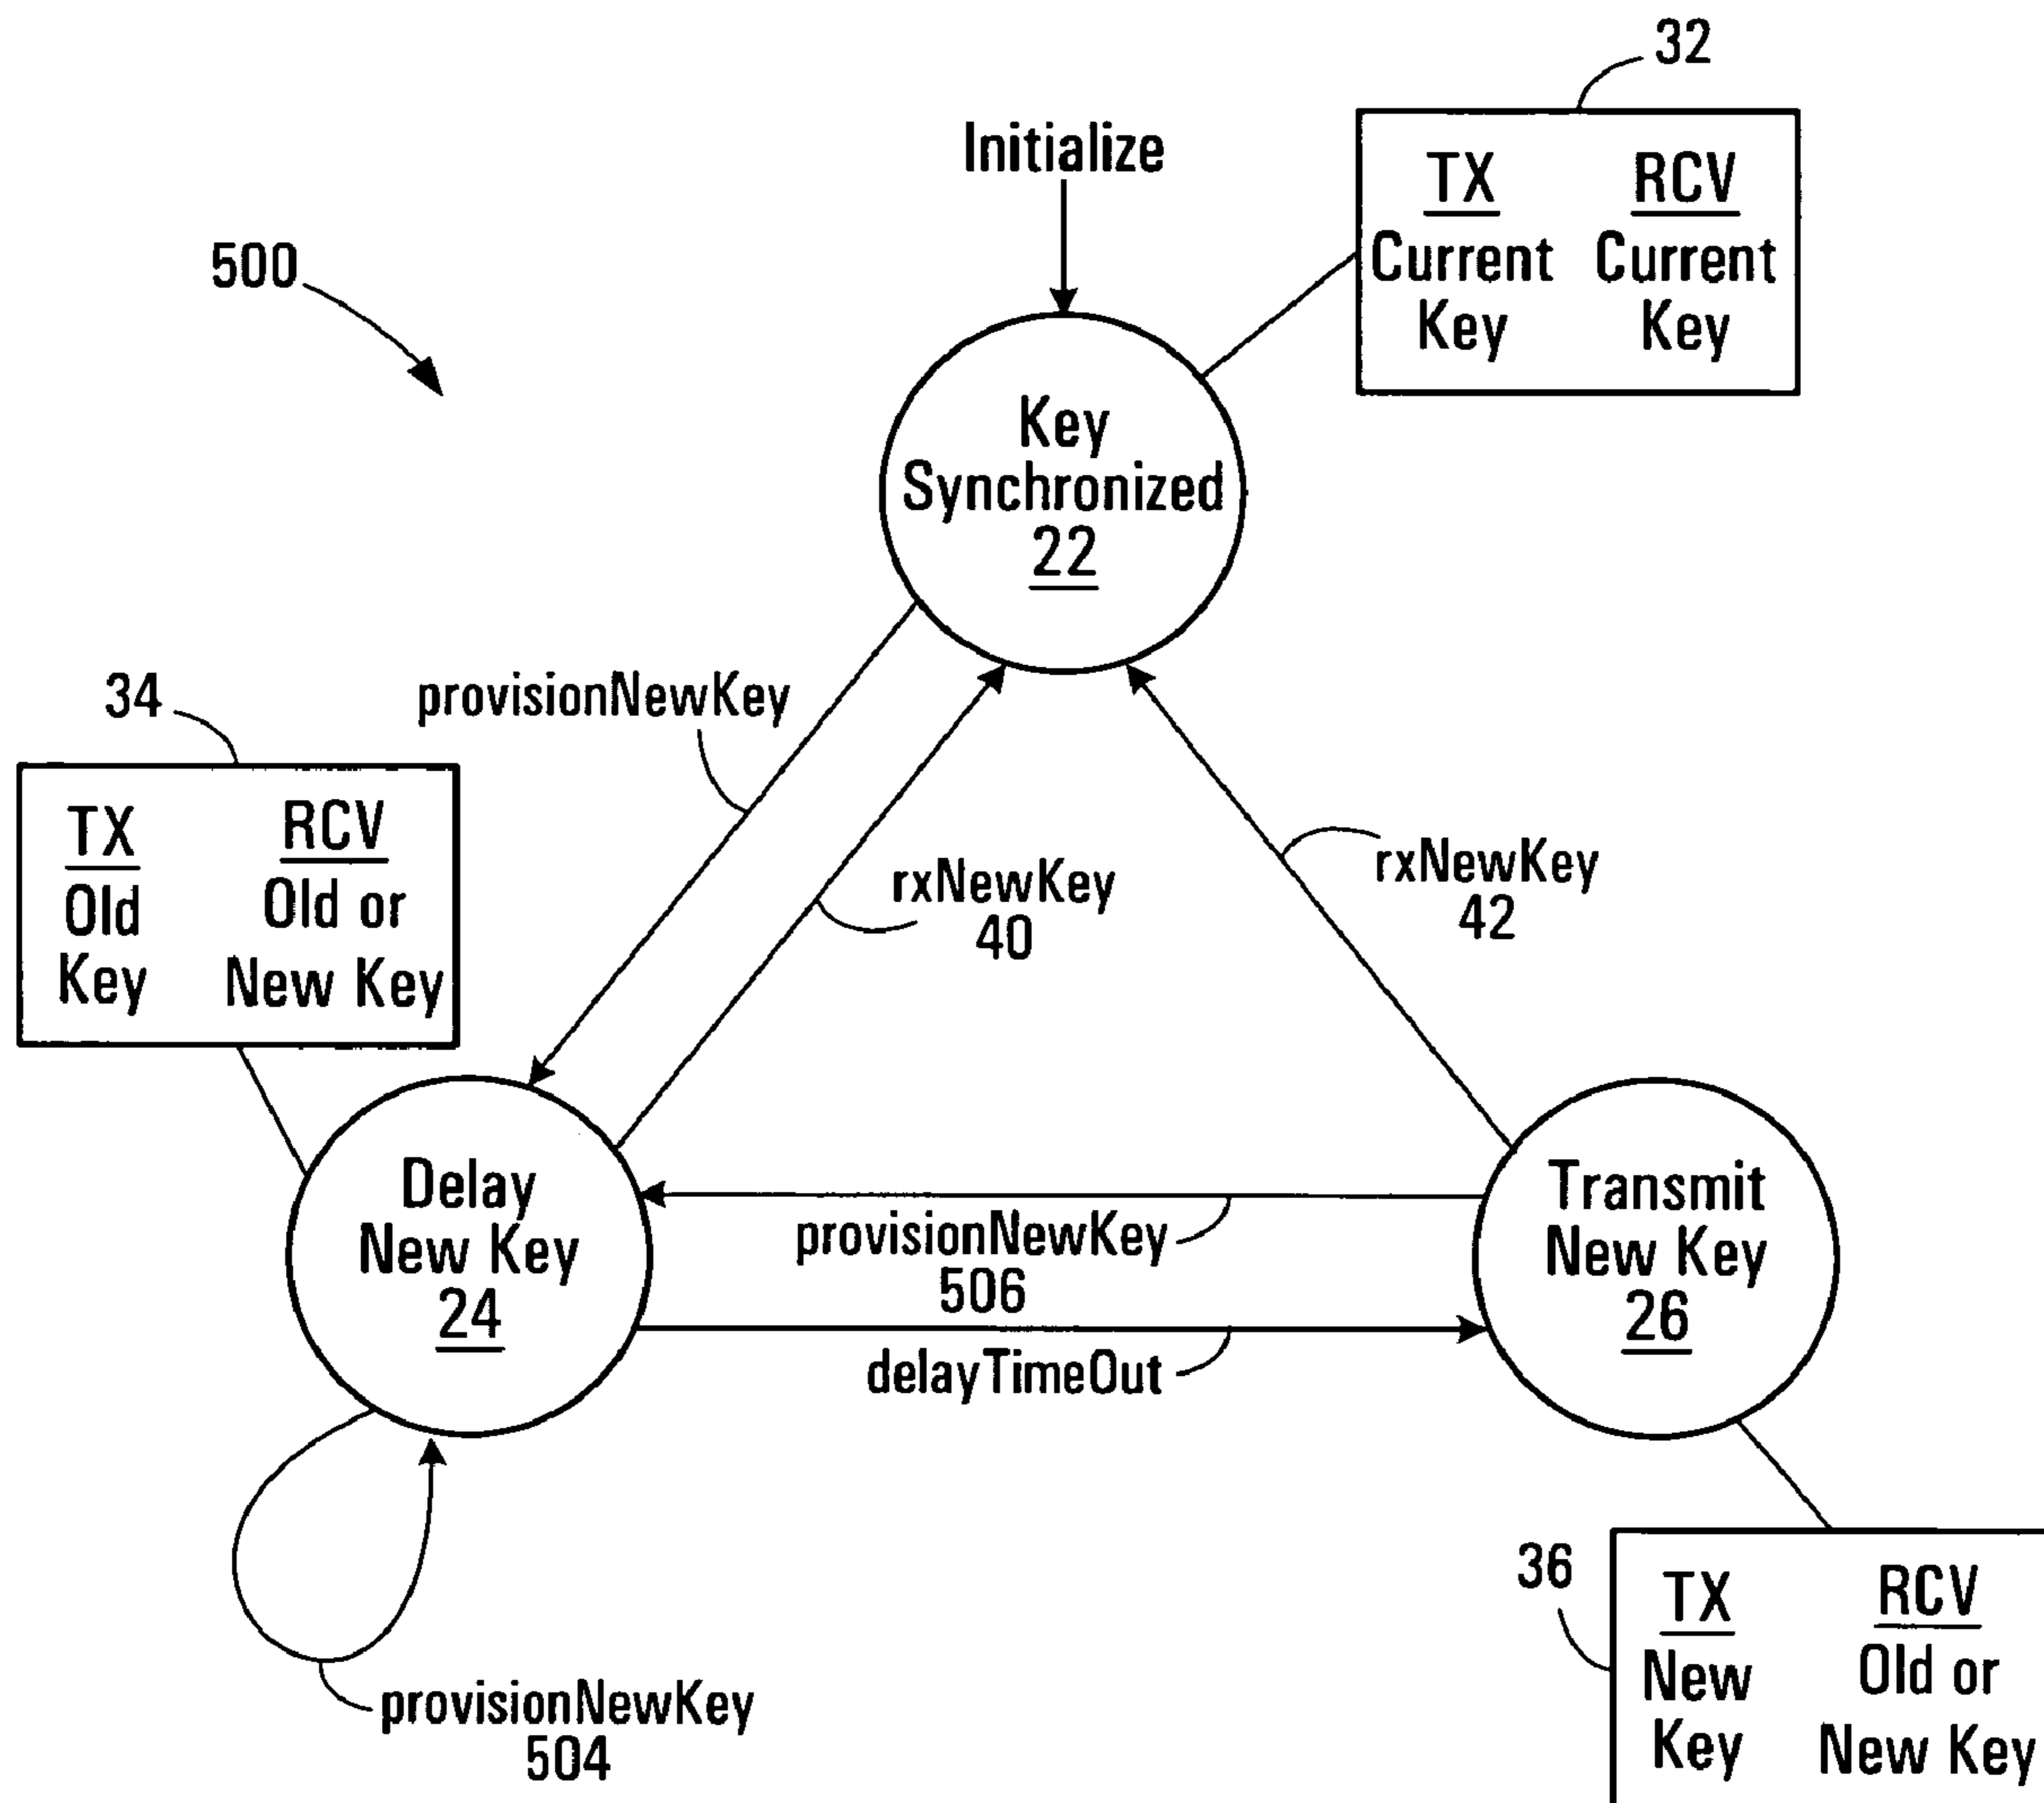 32
Initialize
TX RCV
Current Current
Key Key
500
Key
Synchronized
22
provisionNewKey
34
TX RCV
Old Old or
Key New Key
rxNewKey
40
rxNewKey
42
Delay
New Key
24
provisionNewKey
506
delayTimeOut
Transmit
New Key
26
36
TX RCV
New Old or
Key New Key
provisionNewKey
504